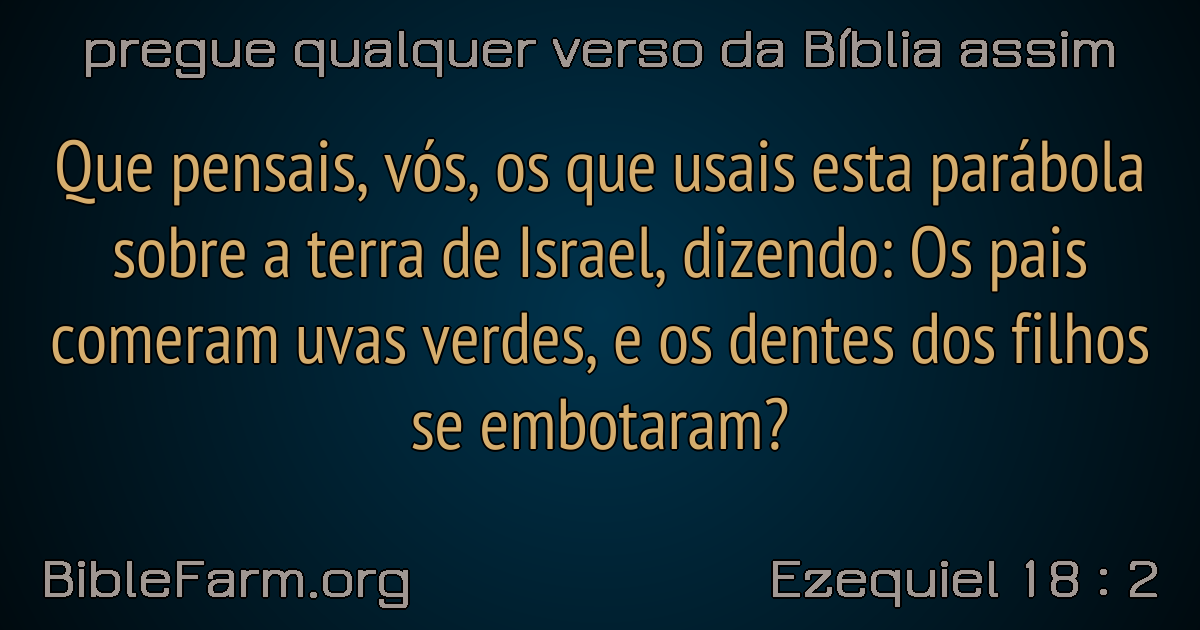 pregue qualquer verso da Bíblia assim
Que pensais, vós, os que usais esta parábola
sobre a terra de Israel, dizendo: Os pais
comeram uvas verdes, e os dentes dos filhos
se embotaram?
BibleFarm.org
Ezequiel 18 : 2